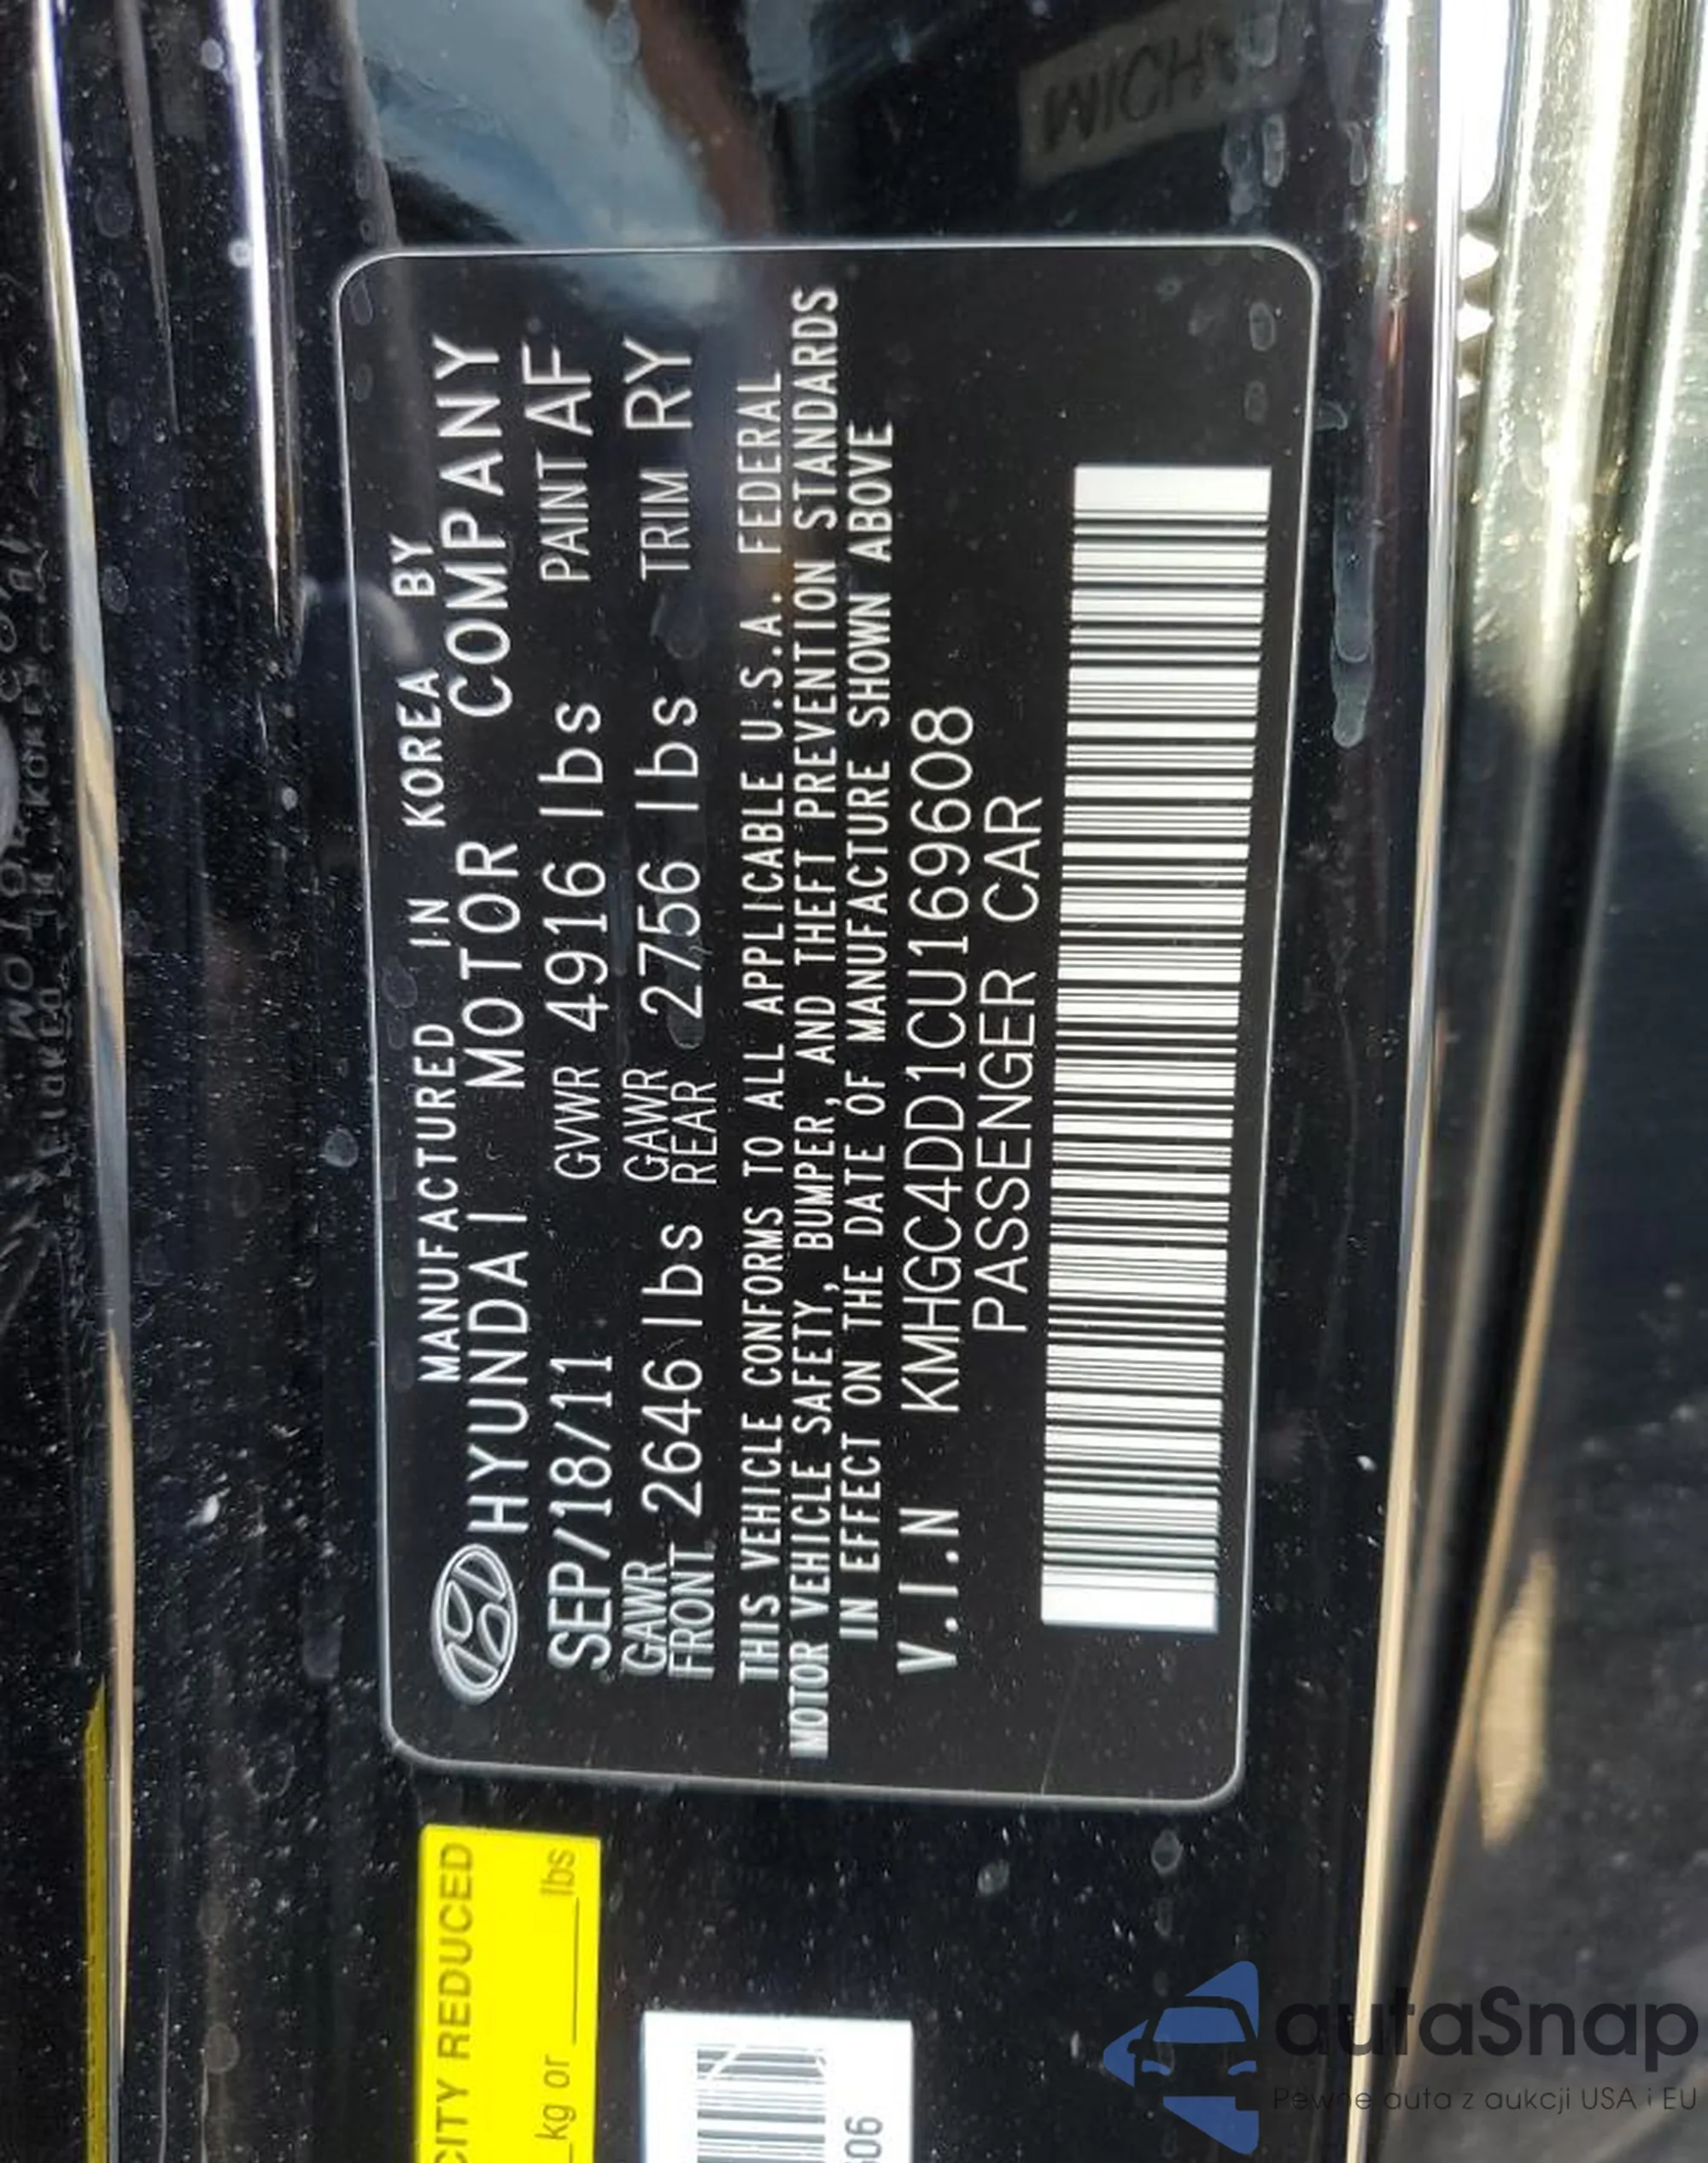 MANUFACTURED IN KOREA BY
HYUNDAI MOTOR COMPANY
SEP/18/11 GVWR 4916 lbs PAINT AF
GAWR FRONT 2646 lbs GAWR REAR 2756 lbs TRIM RY
THIS VEHICLE CONFORMS TO ALL APPLICABLE U.S.A. FEDERAL
MOTOR VEHICLE SAFETY, BUMPER, AND THEFT PREVENTION STANDARDS
IN EFFECT ON THE DATE OF MANUFACTURE SHOWN ABOVE
V.I.N KMHGC4DD1CU169608
PASSENGER CAR
CITY REDUCED
kg or lbs
06
autaSnap
Pewne auta z aukcji USA i EU